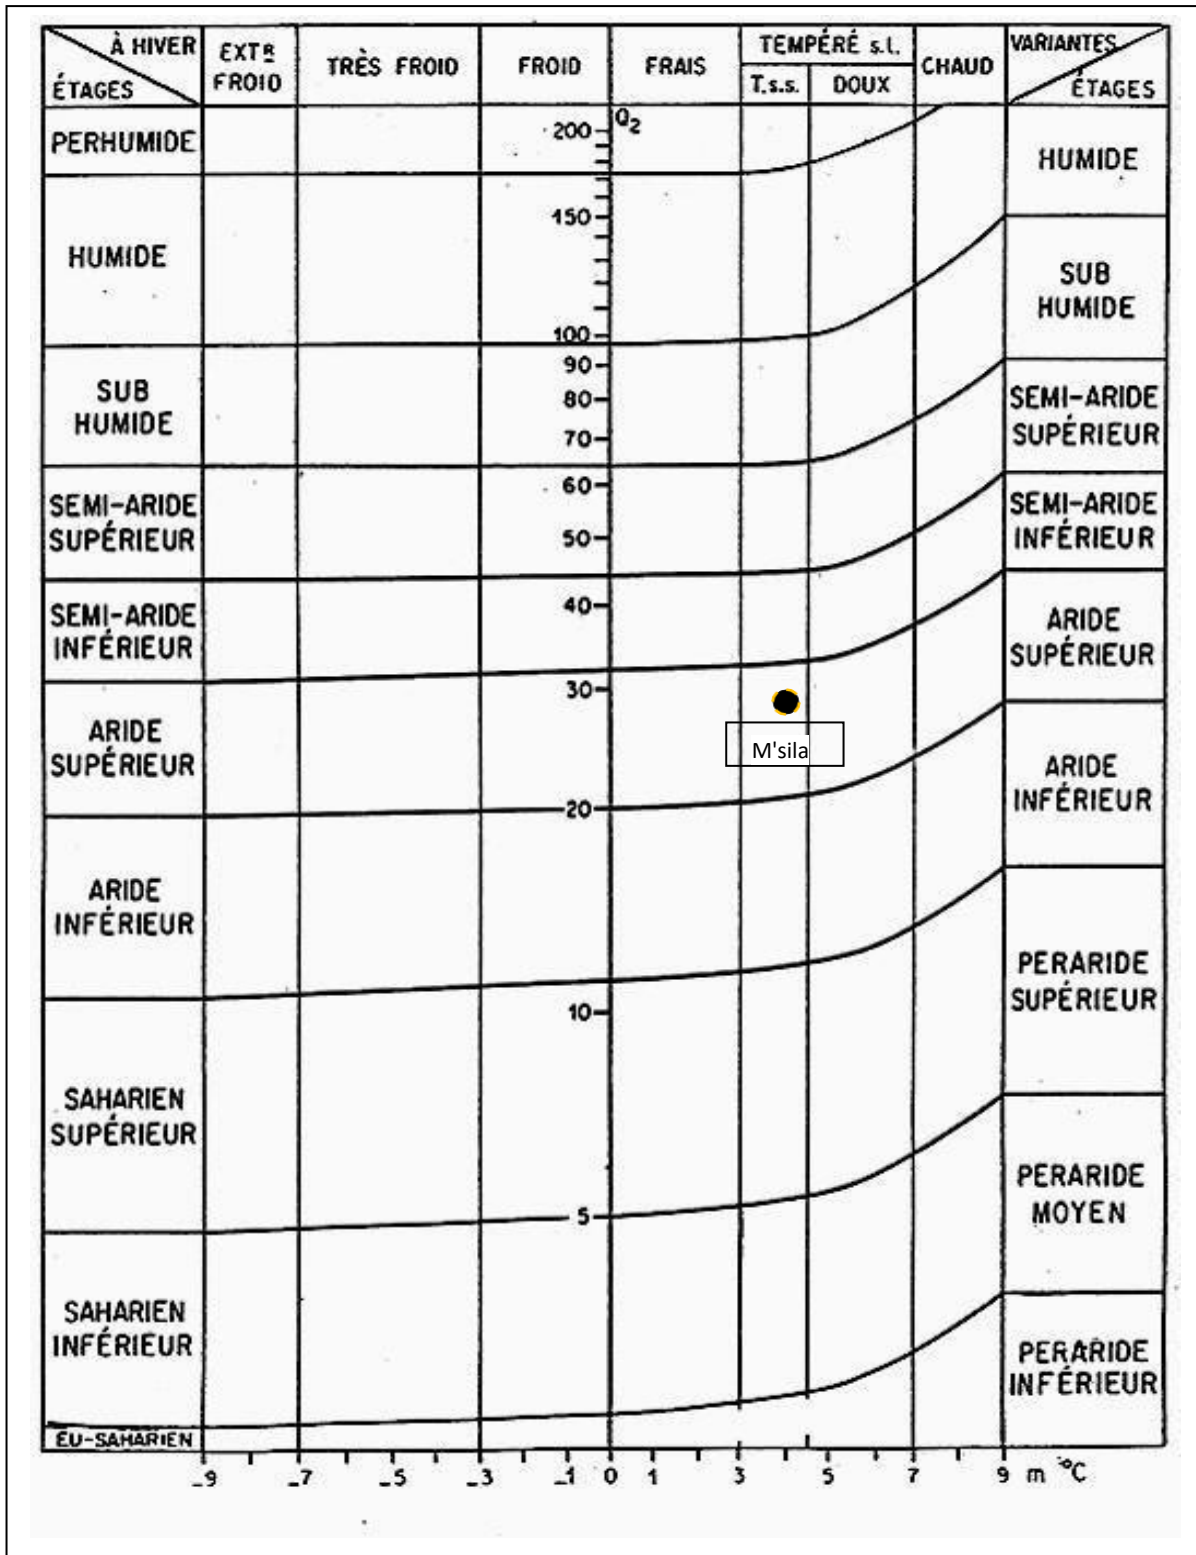 À HIVER
ÉTAGES
EXTR
FROID
TRÈS FROID
FROID
FRAIS
TEMPÉRÉ s.l.
T.s.s.
DOUX
CHAUD
VARIANTES
ÉTAGES
PERHUMIDE
HUMIDE
SUB
HUMIDE
SEMI-ARIDE
SUPÉRIEUR
SEMI-ARIDE
INFÉRIEUR
ARIDE
SUPÉRIEUR
ARIDE
INFÉRIEUR
SAHARIEN
SUPÉRIEUR
SAHARIEN
INFÉRIEUR
EU-SAHARIEN
Q2
200
150
100
90
80
70
60
50
40
30
20
10
5
M'sila
HUMIDE
SUB
HUMIDE
SEMI-ARIDE
SUPÉRIEUR
SEMI-ARIDE
INFÉRIEUR
ARIDE
SUPÉRIEUR
ARIDE
INFÉRIEUR
PERARIDE
SUPÉRIEUR
PERARIDE
MOYEN
PERARIDE
INFÉRIEUR
-9 -7 -5 -3 -1 0 1 3 5 7 9 m °C